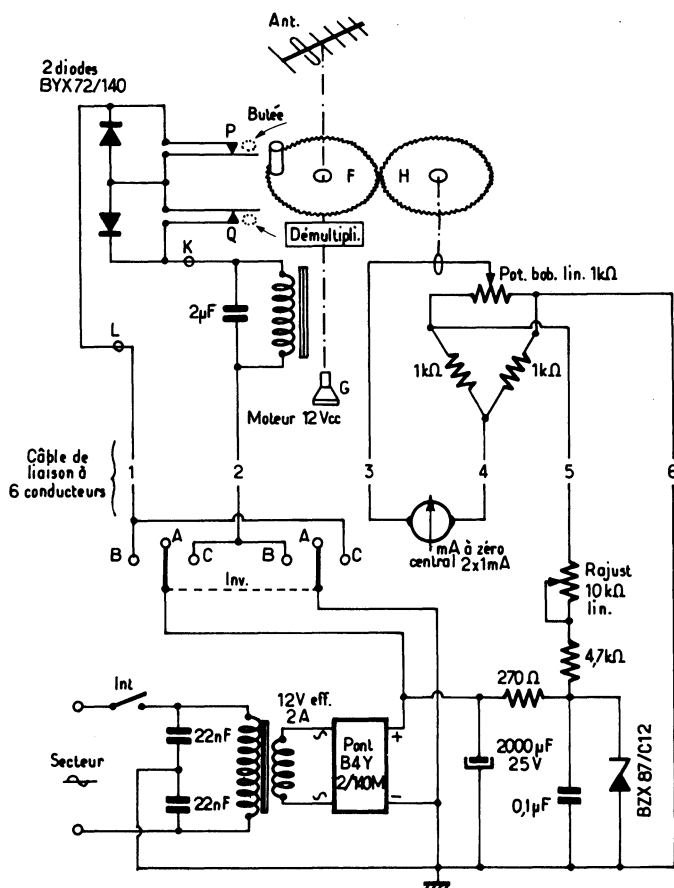 Ant.
2 diodes
BYX72/140
Butée
P
F
H
Q
Démultipli.
K
Pot. bob. lin. 1kΩ
2µF
L
1kΩ
1kΩ
G
Moteur 12Vcc
Câble de
liaison à
6 conducteurs
1
2
3
4
5
6
A
A
B
C
B
C
mA à zéro
central 2x1mA
Inv.
Rajust
10kΩ
lin.
4,7kΩ
270Ω
Int
12V eff.
2A
22nF
Pont
B4Y
2/140M
+
-
2000µF
25V
Secteur
22nF
0,1µF
BZX 87/C12